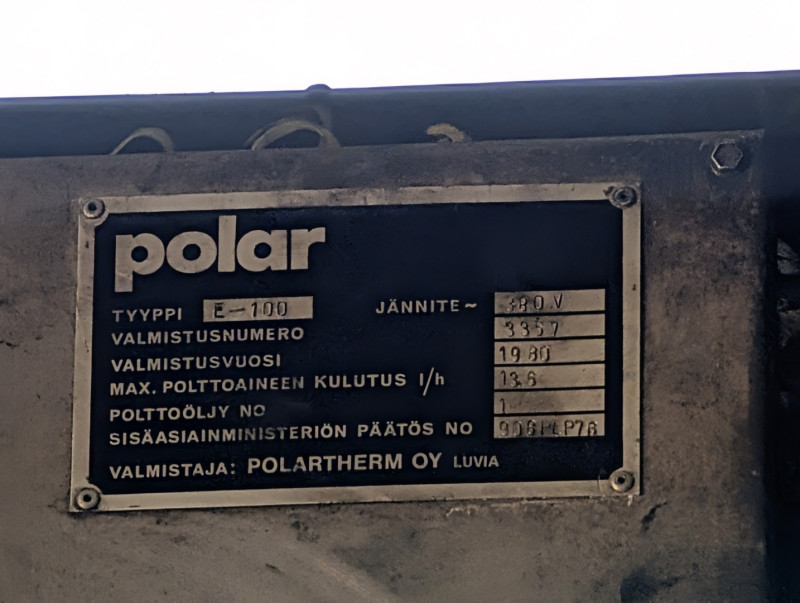 polar
TYYPPI E-100 JÄNNITE ~ 380 V
VALMISTUSNUMERO 3357
VALMISTUSVUOSI 1980
MAX. POLTTOAINEEN KULUTUS l/h 13.6
POLTTOÖLJY NO 1
SISÄASIAINMINISTERIÖN PÄÄTÖS NO
VALMISTAJA: POLARTHERM OY LUVIA